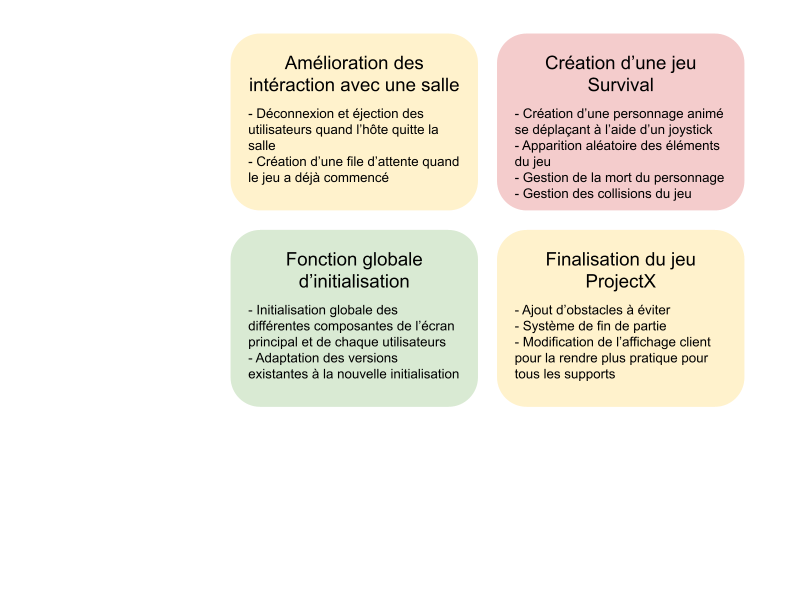 Amélioration des
intéraction avec une salle
- Déconnexion et éjection des
utilisateurs quand l'hôte quitte la
salle
- Création d'une file d'attente quand
le jeu a déjà commencé
Création d'une jeu
Survival
- Création d'une personnage animé
se déplaçant à l'aide d'un joystick
- Apparition aléatoire des éléments
du jeu
- Gestion de la mort du personnage
- Gestion des collisions du jeu
Fonction globale
d'initialisation
- Initialisation globale des
différentes composantes de l'écran
principal et de chaque utilisateurs
- Adaptation des versions
existantes à la nouvelle initialisation
Finalisation du jeu
ProjectX
- Ajout d'obstacles à éviter
- Système de fin de partie
- Modification de l'affichage client
pour la rendre plus pratique pour
tous les supports